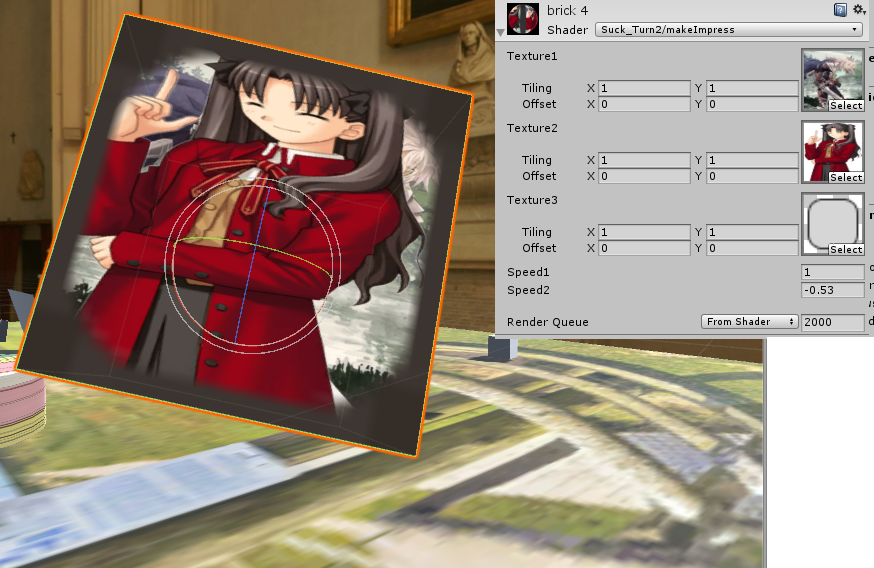 brick 4
Shader Suck_Turn2/makeImpress
Texture1
Tiling X 1 Y 1
Offset X 0 Y 0
Select
Texture2
Tiling X 1 Y 1
Offset X 0 Y 0
Select
Texture3
Tiling X 1 Y 1
Offset X 0 Y 0
Select
Speed1 1
Speed2 -0.53
Render Queue From Shader 2000